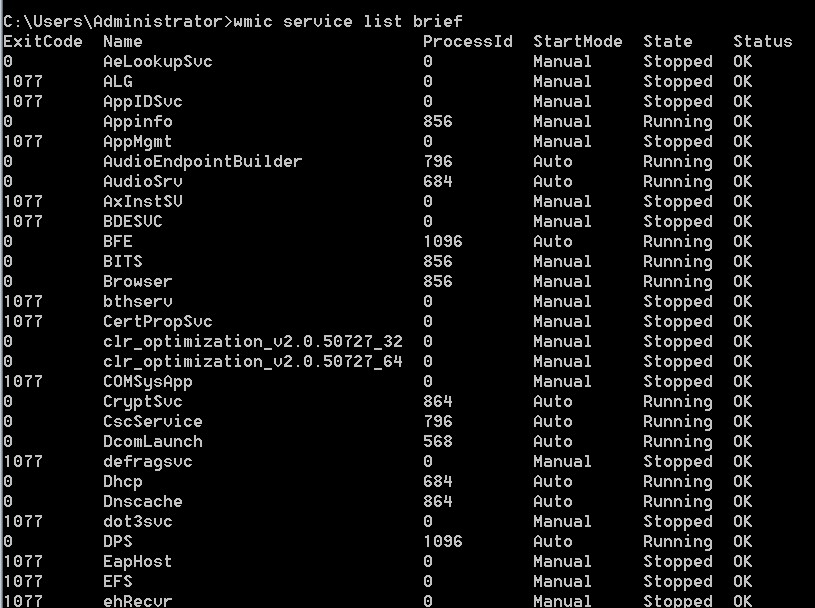 C:\Users\Administrator>wmic service list brief
ExitCode  Name                           ProcessId  StartMode  State    Status
0         AeLookupSvc                    0          Manual     Stopped  OK
1077      ALG                            0          Manual     Stopped  OK
1077      AppIDSvc                       0          Manual     Stopped  OK
0         Appinfo                        856        Manual     Running  OK
1077      AppMgmt                        0          Manual     Stopped  OK
0         AudioEndpointBuilder           796        Auto       Running  OK
0         AudioSrv                       684        Auto       Running  OK
1077      AxInstSV                       0          Manual     Stopped  OK
1077      BDESVC                         0          Manual     Stopped  OK
0         BFE                            1096       Auto       Running  OK
0         BITS                           856        Manual     Running  OK
0         Browser                        856        Manual     Running  OK
1077      bthserv                        0          Manual     Stopped  OK
1077      CertPropSvc                    0          Manual     Stopped  OK
0         clr_optimization_v2.0.50727_32  0          Manual     Stopped  OK
0         clr_optimization_v2.0.50727_64  0          Manual     Stopped  OK
1077      COMSysApp                      0          Manual     Stopped  OK
0         CryptSvc                       864        Auto       Running  OK
0         CscService                     796        Auto       Running  OK
0         DcomLaunch                     568        Auto       Running  OK
1077      defragsvc                      0          Manual     Stopped  OK
0         Dhcp                           684        Auto       Running  OK
0         Dnscache                       864        Auto       Running  OK
1077      dot3svc                        0          Manual     Stopped  OK
0         DPS                            1096       Auto       Running  OK
1077      EapHost                        0          Manual     Stopped  OK
1077      EFS                            0          Manual     Stopped  OK
1077      ehRecvr                        0          Manual     Stopped  OK